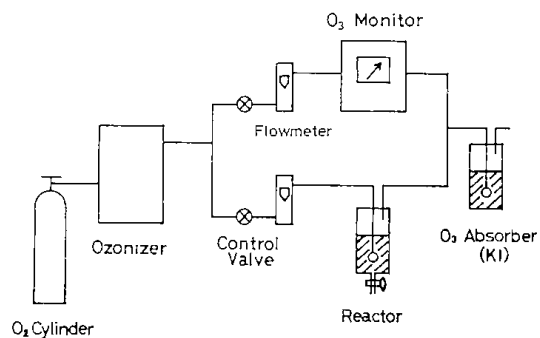 O₃ Monitor
Flowmeter
Ozonizer
Control
Valve
O₃ Absorber
(KI)
O₂ Cylinder
Reactor